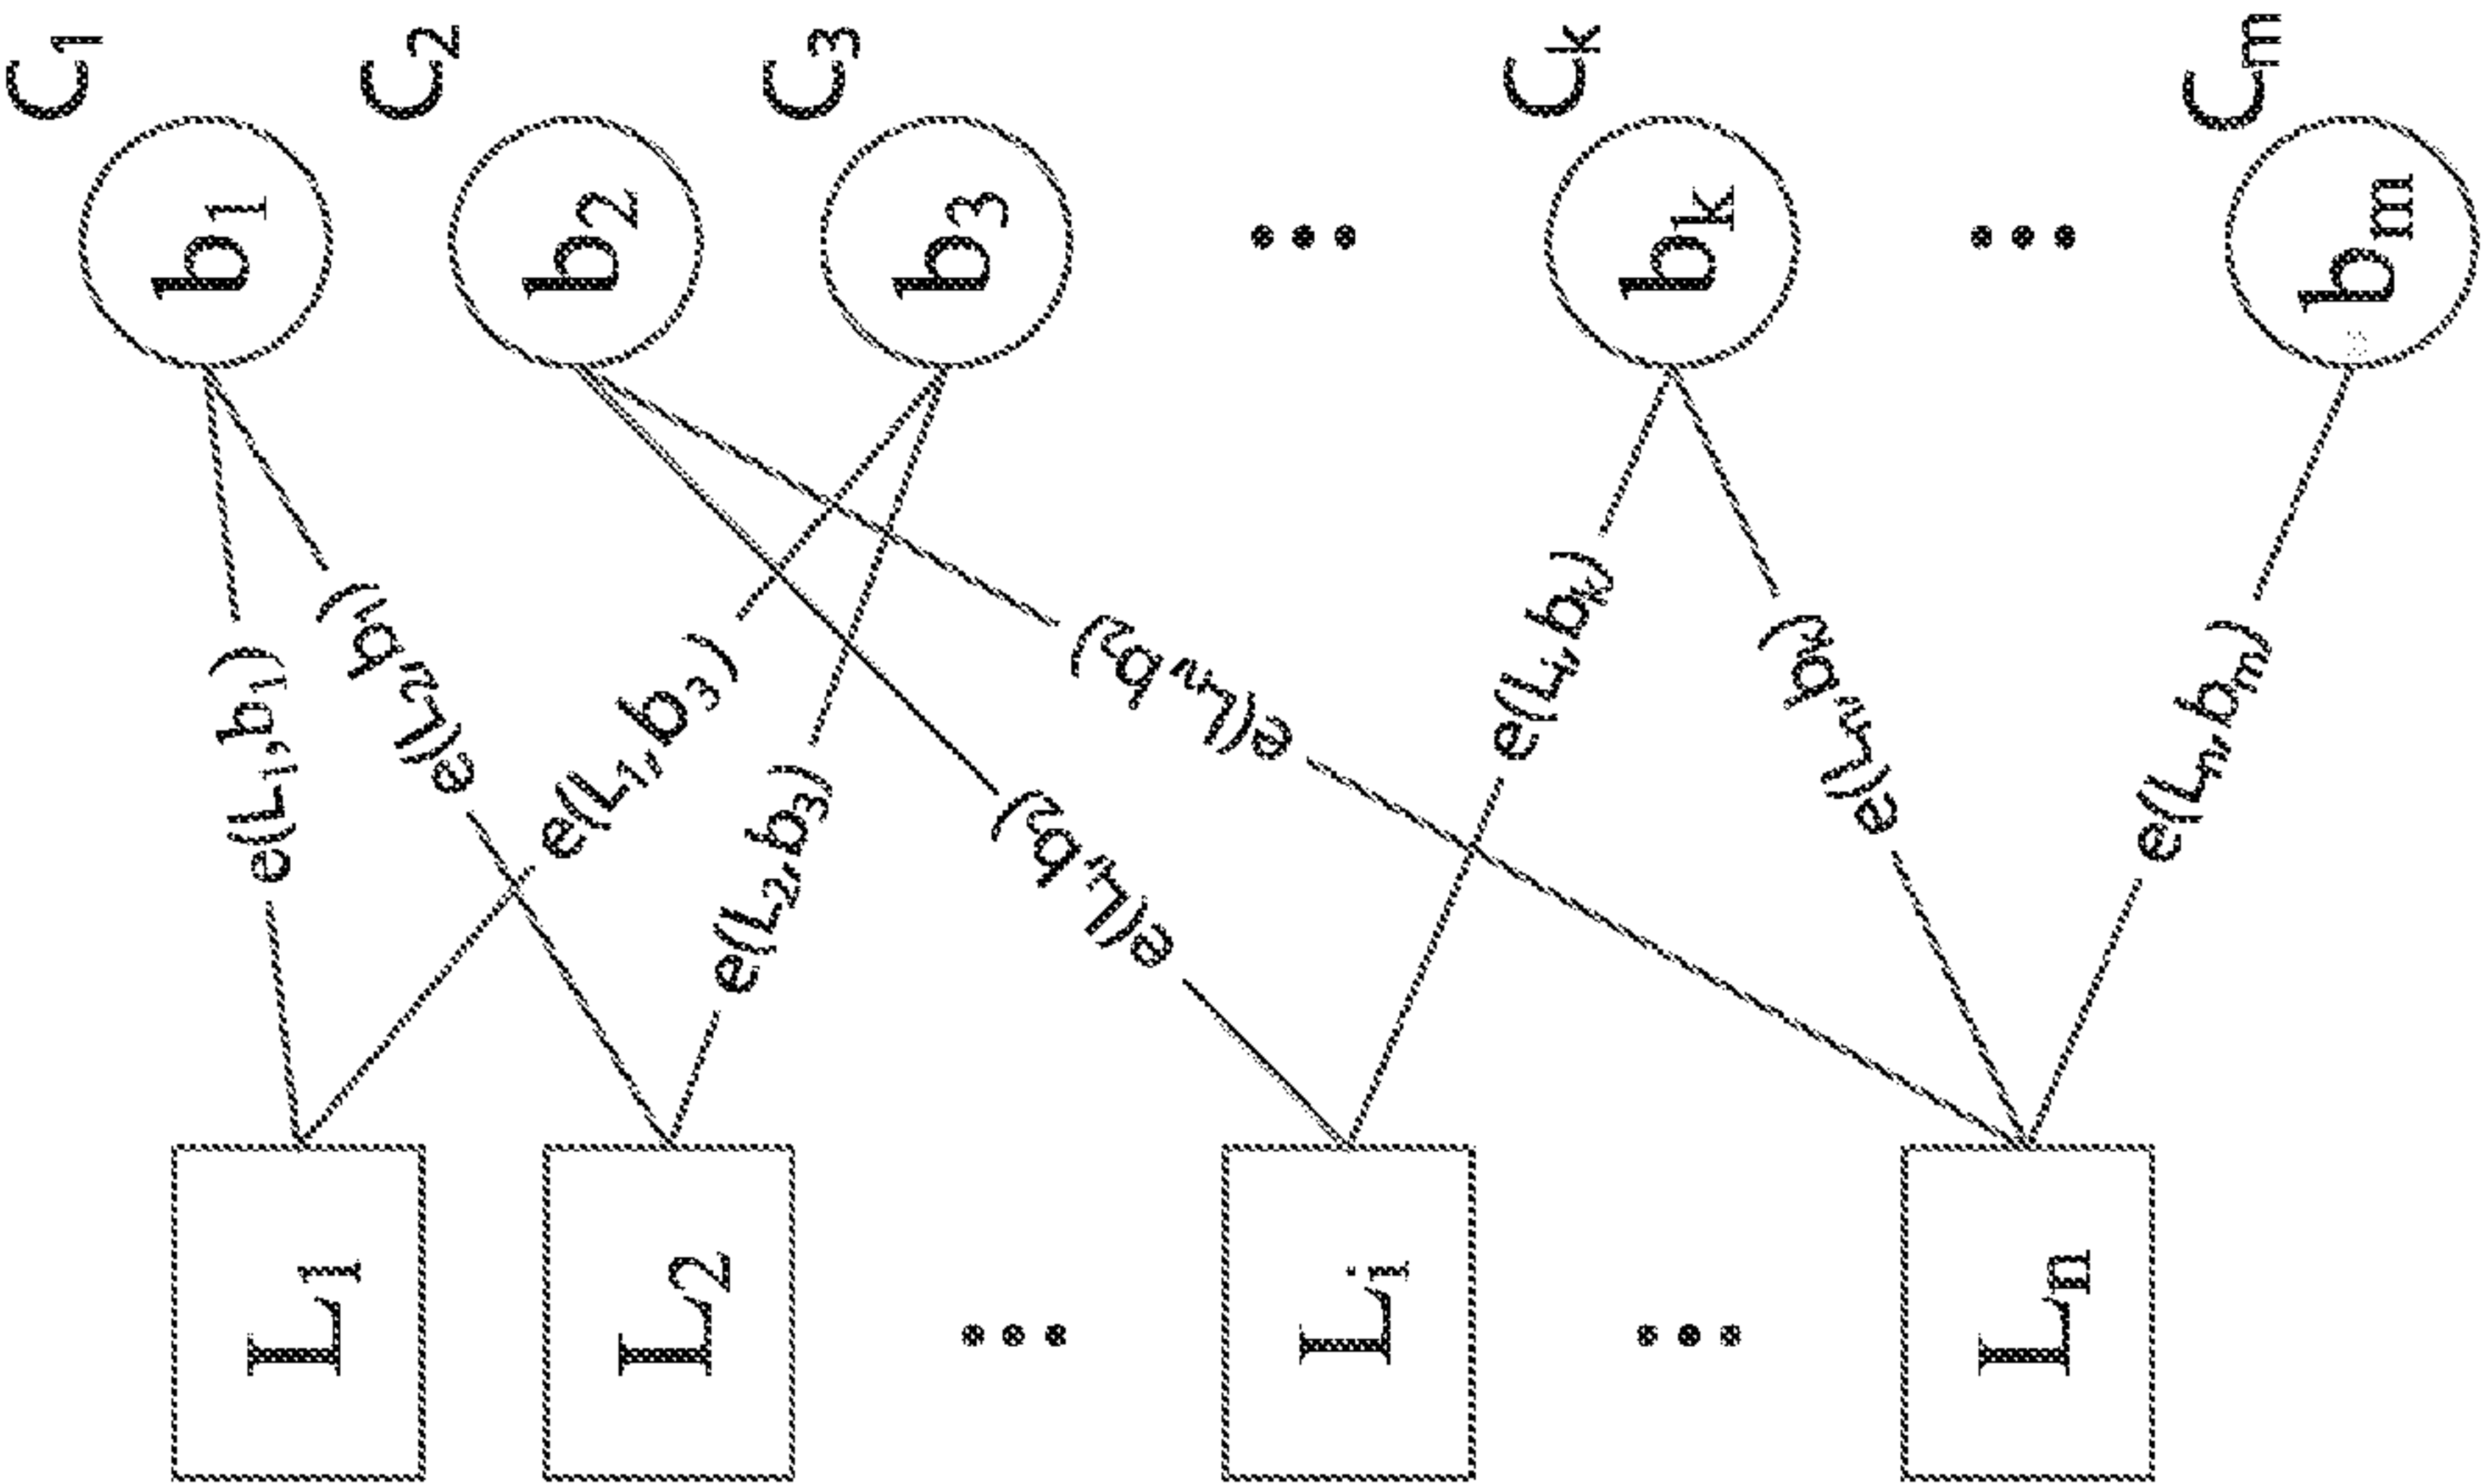 C1
C2
C3
Ck
Cm
b1
b2
b3
...
bk
...
bm
e(L1, b1)
e(L2, b1)
e(L1, b3)
e(L2, b3)
e(Li, b2)
e(Ln, b2)
e(Li, bk)
e(Ln, bk)
e(Ln, bm)
L1
L2
...
Li
...
Ln